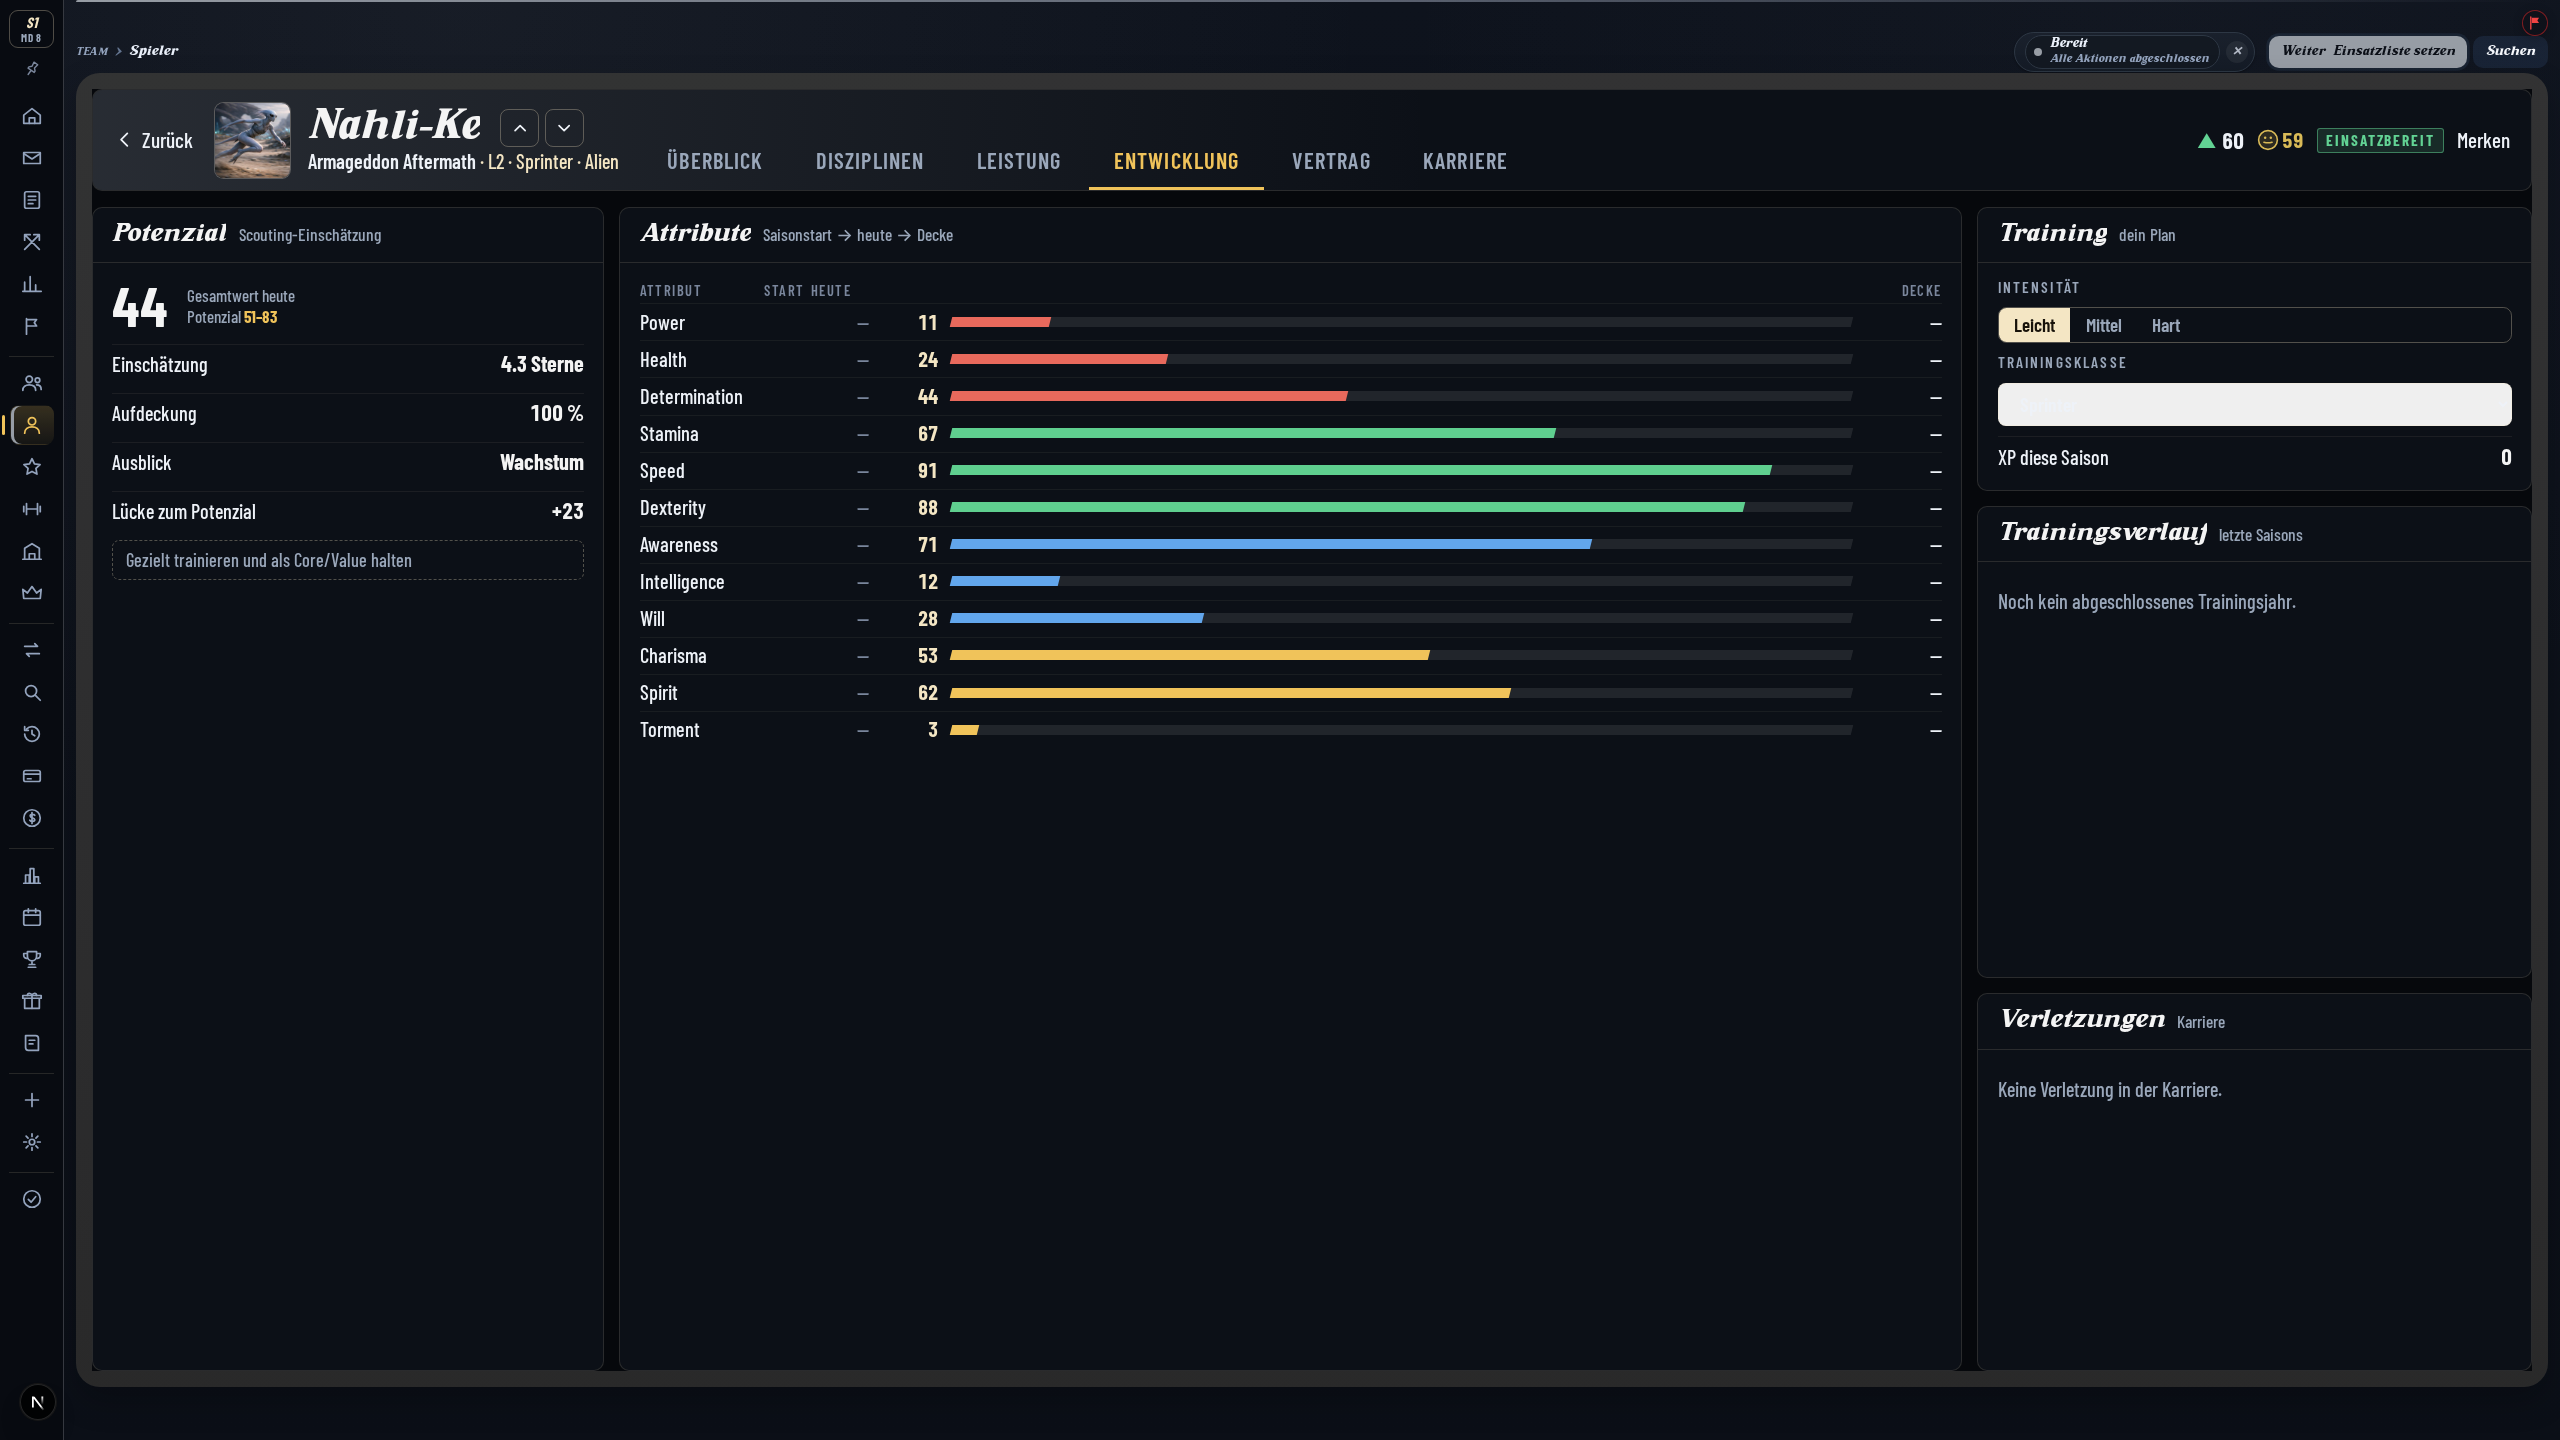 S1
MD 8
TEAM › Spieler
Bereit
Alle Aktionen abgeschlossen
Weiter Einsatzliste setzen
Suchen
Zurück
Nahli-Ke
Armageddon Aftermath · L2 · Sprinter · Alien
ÜBERBLICK
DISZIPLINEN
LEISTUNG
ENTWICKLUNG
VERTRAG
KARRIERE
60
59
EINSATZBEREIT
Merken
Potenzial Scouting-Einschätzung
44
Gesamtwert heute
Potenzial 51–83
Einschätzung 4.3 Sterne
Aufdeckung 100 %
Ausblick Wachstum
Lücke zum Potenzial +23
Gezielt trainieren und als Core/Value halten
Attribute Saisonstart → heute → Decke
ATTRIBUT START HEUTE DECKE
Power – 11 –
Health – 24 –
Determination – 44 –
Stamina – 67 –
Speed – 91 –
Dexterity – 88 –
Awareness – 71 –
Intelligence – 12 –
Will – 28 –
Charisma – 53 –
Spirit – 62 –
Torment – 3 –
Training dein Plan
INTENSITÄT
Leicht Mittel Hart
TRAININGSKLASSE
XP diese Saison 0
Trainingsverlauf letzte Saisons
Noch kein abgeschlossenes Trainingsjahr.
Verletzungen Karriere
Keine Verletzung in der Karriere.
N